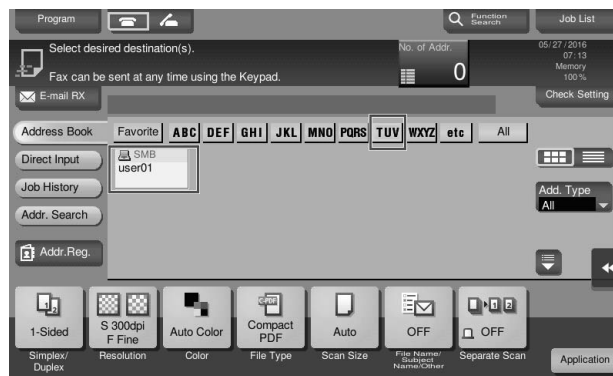 Program
Function Search
Job List
Select desired destination(s).
Fax can be sent at any time using the Keypad.
No. of Addr.
0
05/27/2016
07:13
Memory
100%
E-mail RX
Check Setting
Address Book
Favorite ABC DEF GHI JKL MNO PQRS TUV WXYZ etc All
Direct Input
SMB
user01
Job History
Add. Type
All
Addr. Search
Addr.Reg.
1-Sided
S 300dpi
F Fine
Auto Color
Compact
PDF
Auto
OFF
OFF
Simplex/
Duplex
Resolution
Color
File Type
Scan Size
File Name/
Subject
Name/Other
Separate Scan
Application